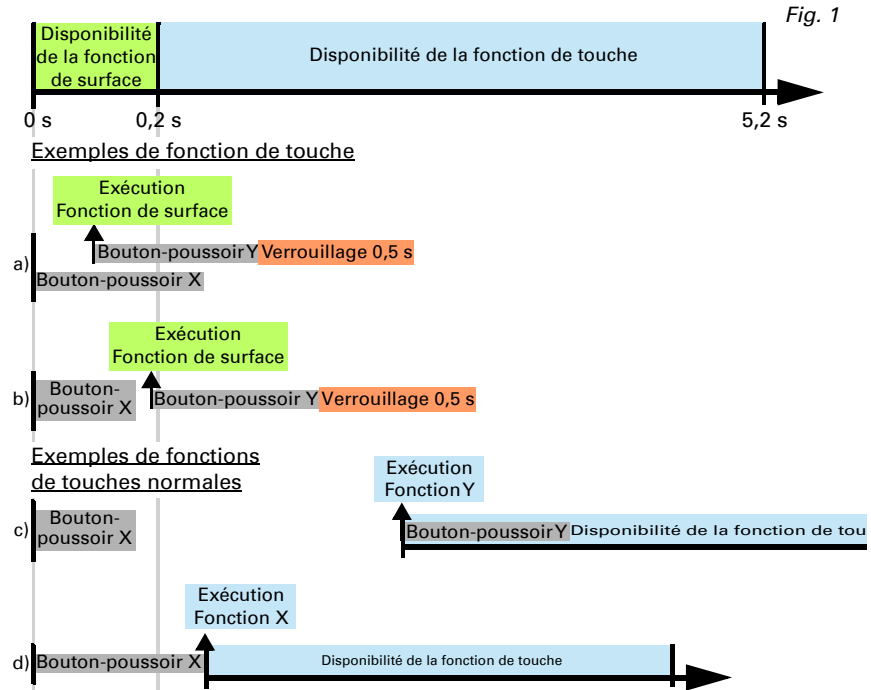 Fig. 1
Disponibilité
de la fonction
de surface
Disponibilité de la fonction de touche
0 s
0,2 s
5,2 s
Exemples de fonction de touche
Exécution
Fonction de surface
a)
Bouton-poussoir Y
Verrouillage 0,5 s
Bouton-poussoir X
Exécution
Fonction de surface
b)
Bouton-
poussoir X
Bouton-poussoir Y
Verrouillage 0,5 s
Exemples de fonctions
de touches normales
Exécution
Fonction Y
c)
Bouton-
poussoir X
Bouton-poussoir Y
Disponibilité de la fonction de tou
Exécution
Fonction X
d)
Bouton-poussoir X
Disponibilité de la fonction de touche